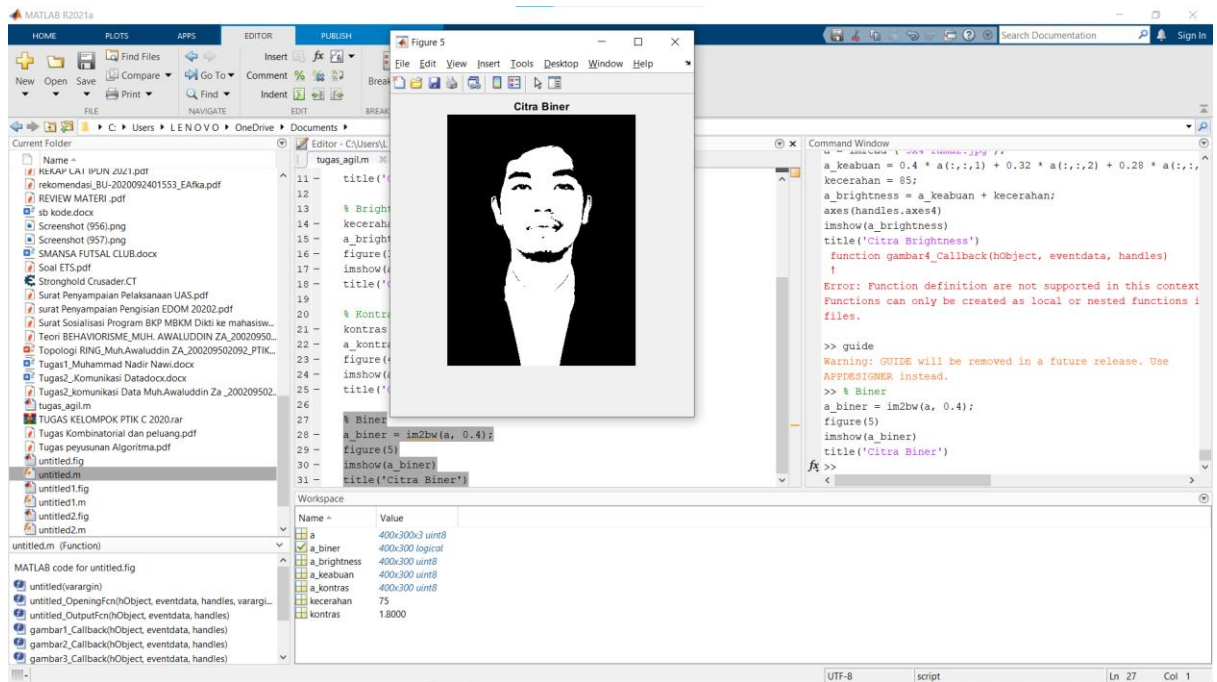 MATLAB R2021a
HOME PLOTS APPS EDITOR PUBLISH
Search Documentation Sign In
New Open Save
Find Files
Compare
Print
Go To
Find
Insert
Comment
Indent
FILE NAVIGATE EDIT
C: Users L E N O V O OneDrive Documents
Current Folder
Name
REKAP CAT IPDN 2021.pdf
rekomendasi_BU-2020092401553_EAfka.pdf
REVIEW MATERI .pdf
sb kode.docx
Screenshot (956).png
Screenshot (957).png
SMANSA FUTSAL CLUB.docx
Soal ETS.pdf
Stronghold Crusader.CT
Surat Penyampaian Pelaksanaan UAS.pdf
Surat Penyampaian Pengisian EDOM 20202.pdf
Surat Sosialisasi Program BKP MBKM Dikti ke mahasisw...
Teori BEHAVIORISME_MUH. AWALUDDIN ZA_20020950...
Topologi RING_Muh.Awaluddin ZA_200209502092_PTIK...
Tugas1_Muhammad Nadir Nawi.docx
Tugas2_.Komunikasi Datadocx.docx
Tugas2_komunikasi Data Muh.Awaluddin Za _200209502..
tugas_agil.m
TUGAS KELOMPOK PTIK C 2020.rar
Tugas Kombinatorial dan peluang.pdf
Tugas peyusunan Algoritma.pdf
untitled.fig
untitled.m
untitled1.fig
untitled1.m
untitled2.fig
untitled2.m
untitled.m (Function)
MATLAB code for untitled.fig
untitled(varargin)
untitled_OpeningFcn(hObject, eventdata, handles, varargi...
untitled_OutputFcn(hObject, eventdata, handles)
gambar1_Callback(hObject, eventdata, handles)
gambar2_Callback(hObject, eventdata, handles)
gambar3_Callback(hObject, eventdata, handles)
Editor - C:\Users\L
tugas_agil.m
11 title('
12
13 % Bright
14 keceraha
15 a_bright
16
17 imshow(
18 title('
19
20 % Kontra
21 kontras
22 a_kontra
23
24 imshow(
25 title('
26
27 % Biner
28 a_biner = im2bw(a, 0.4);
29 figure(5)
30 imshow(a_biner)
31 title('Citra Biner')
Figure 5
File Edit View Insert Tools Desktop Window Help
Citra Biner
Command Window
a_keabuan = 0.4 * a(:,:,1) + 0.32 * a(:,:,2) + 0.28 * a(:,:,
kecerahan = 85;
a_brightness = a_keabuan + kecerahan;
axes(handles.axes4)
imshow(a_brightness)
title('Citra Brightness')
function gambar4_Callback(hObject, eventdata, handles)
↑
Error: Function definition are not supported in this context
Functions can only be created as local or nested functions i
files.
>> guide
Warning: GUIDE will be removed in a future release. Use
APPDESIGNER instead.
>> % Biner
a_biner = im2bw(a, 0.4);
figure(5)
imshow(a_biner)
title('Citra Biner')
fx >>
Workspace
Name Value
a 400x300x3 uint8
a_biner 400x300 logical
a_brightness 400x300 uint8
a_keabuan 400x300 uint8
a_kontras 400x300 uint8
kecerahan 75
kontras 1.8000
UTF-8 script Ln 27 Col 1